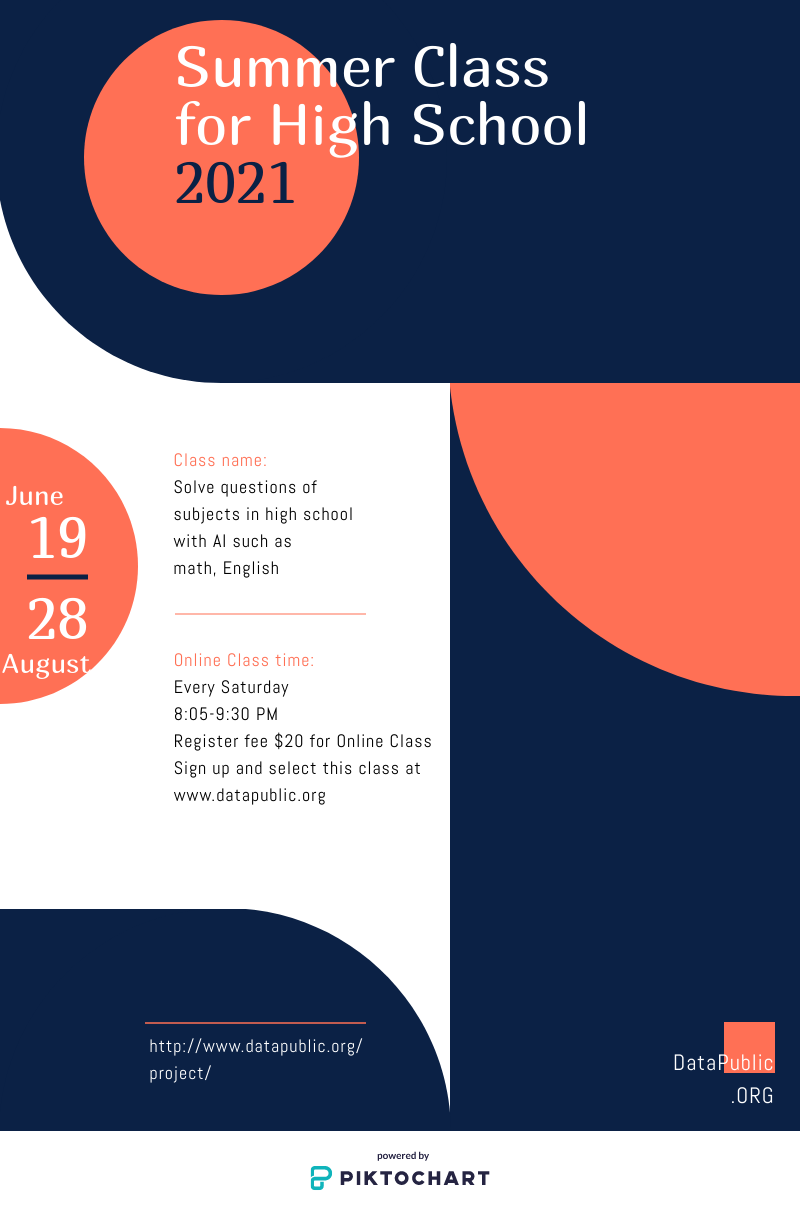 Summer Class
for High School
2021
June
19
28
August
Class name:
Solve questions of
subjects in high school
with AI such as
math, English
Online Class time:
Every Saturday
8:05-9:30 PM
Register fee $20 for Online Class
Sign up and select this class at
www.datapublic.org
http://www.datapublic.org/
project/
DataPublic
.ORG
powered by
PIKTOCHART